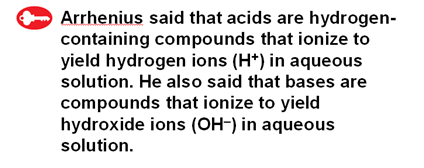 Arrhenius said that acids are hydrogen-
containing compounds that ionize to
yield hydrogen ions (H⁺) in aqueous
solution. He also said that bases are
compounds that ionize to yield
hydroxide ions (OH⁻) in aqueous
solution.